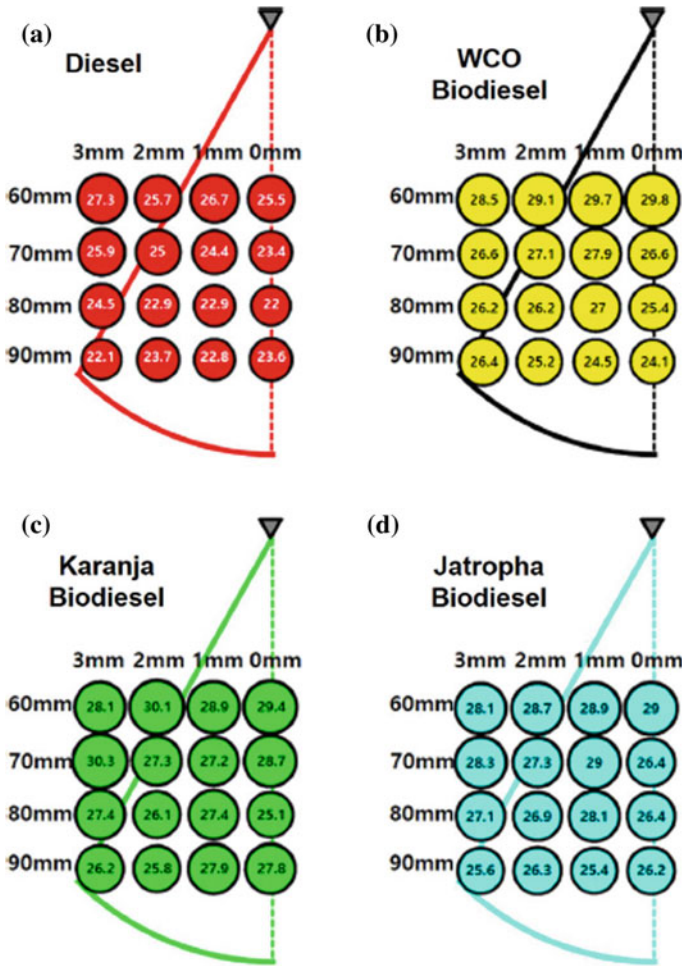 (a)
Diesel
3mm 2mm 1mm 0mm
60mm 27.3 25.7 26.7 25.5
70mm 25.9 25 24.4 23.4
80mm 24.5 22.9 22.9 22
90mm 22.1 23.7 22.8 23.6
(b)
WCO
Biodiesel
3mm 2mm 1mm 0mm
60mm 28.5 29.1 29.7 29.8
70mm 26.6 27.1 27.9 26.6
80mm 26.2 26.2 27 25.4
90mm 26.4 25.2 24.5 24.1
(c)
Karanja
Biodiesel
3mm 2mm 1mm 0mm
60mm 28.1 30.1 28.9 29.4
70mm 30.3 27.3 27.2 28.7
80mm 27.4 26.1 27.4 25.1
90mm 26.2 25.8 27.9 27.8
(d)
Jatropha
Biodiesel
3mm 2mm 1mm 0mm
60mm 28.1 28.7 28.9 29
70mm 28.3 27.3 29 26.4
80mm 27.1 26.9 28.1 26.4
90mm 25.6 26.3 25.4 26.2